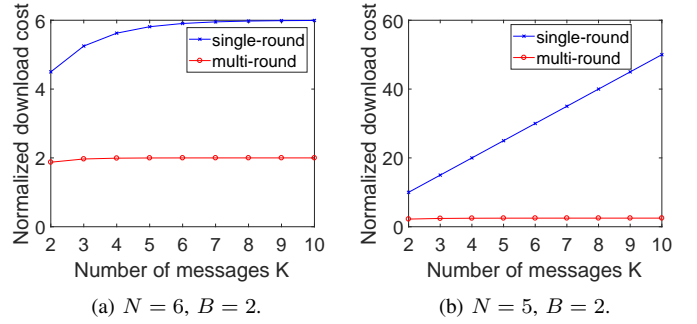 Normalized download cost
6
4
2
0
single-round
multi-round
2 3 4 5 6 7 8 9 10
Number of messages K
(a) N = 6, B = 2.
Normalized download cost
60
40
20
0
single-round
multi-round
2 3 4 5 6 7 8 9 10
Number of messages K
(b) N = 5, B = 2.